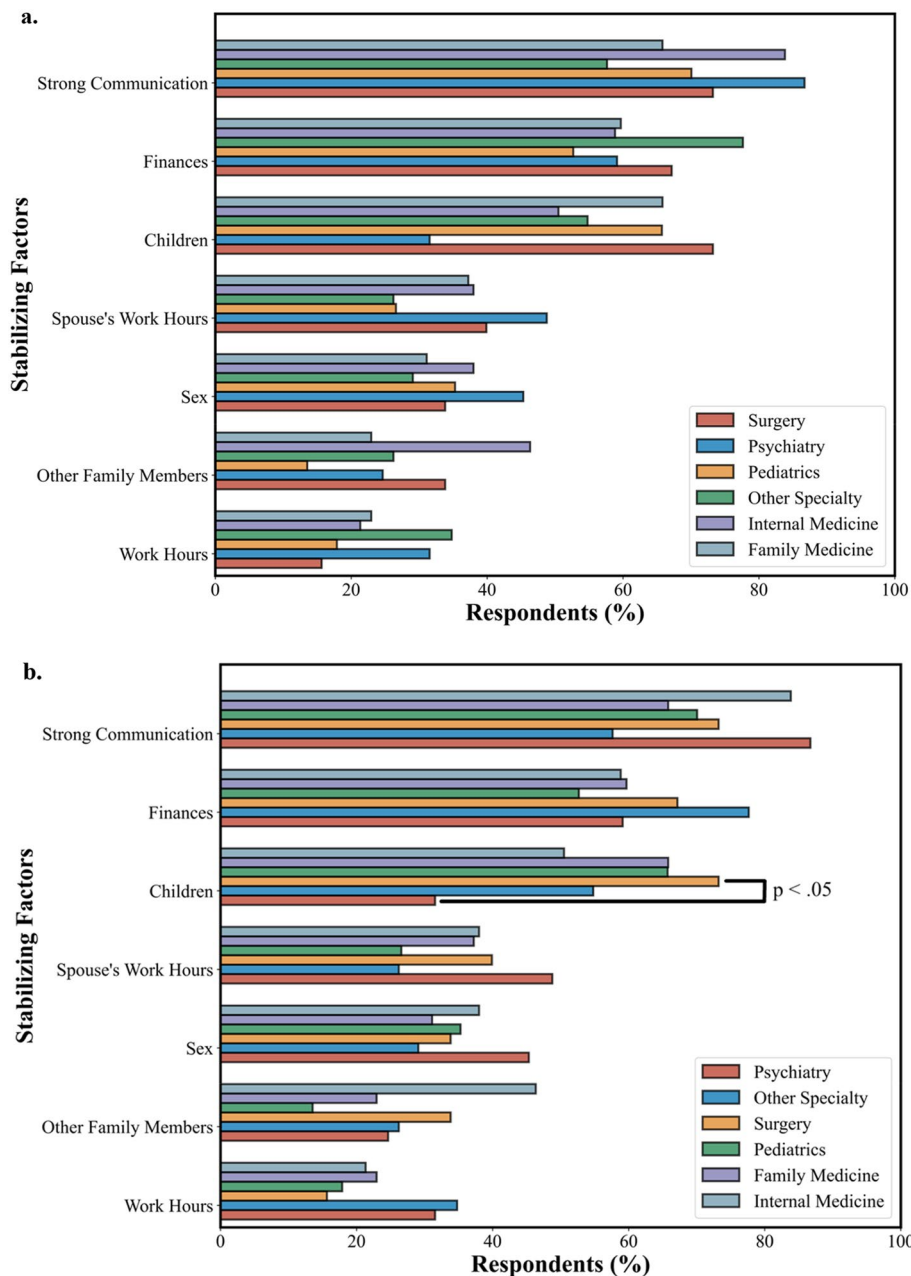 a.
Stabilizing Factors
Strong Communication
Finances
Children
Spouse's Work Hours
Sex
Other Family Members
Work Hours
Surgery
Psychiatry
Pediatrics
Other Specialty
Internal Medicine
Family Medicine
0 20 40 60 80 100
Respondents (%)
b.
Stabilizing Factors
Strong Communication
Finances
Children
p < .05
Spouse's Work Hours
Sex
Other Family Members
Work Hours
Psychiatry
Other Specialty
Surgery
Pediatrics
Family Medicine
Internal Medicine
0 20 40 60 80 100
Respondents (%)